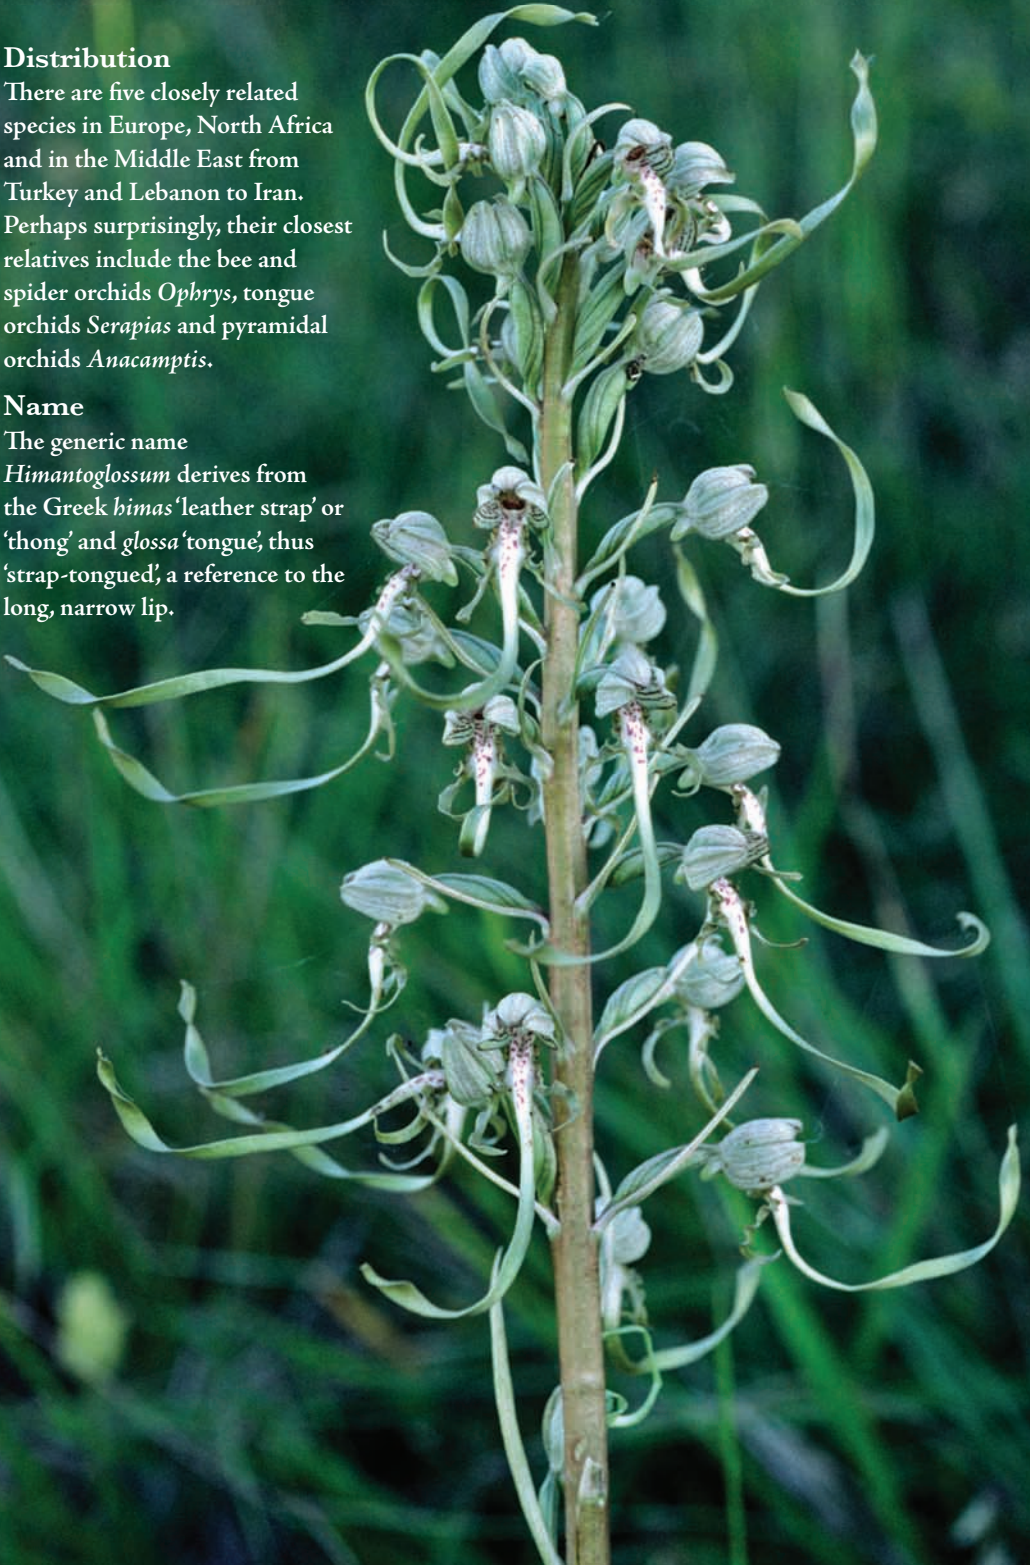 Distribution
There are five closely related
species in Europe, North Africa
and in the Middle East from
Turkey and Lebanon to Iran.
Perhaps surprisingly, their closest
relatives include the bee and
spider orchids Ophrys, tongue
orchids Serapias and pyramidal
orchids Anacamptis.
Name
The generic name
Himantoglossum derives from
the Greek himas ‘leather strap’ or
‘thong’ and glossa ‘tongue’, thus
‘strap-tongued’, a reference to the
long, narrow lip.